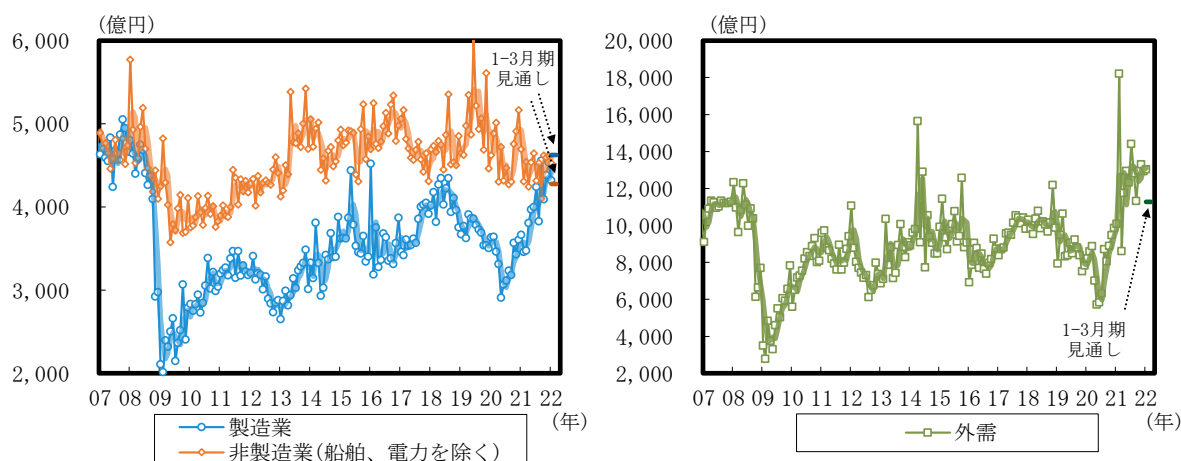 (億円)
6,000
5,000
4,000
3,000
2,000
1-3月期
見通し
07 08 09 10 11 12 13 14 15 16 17 18 19 20 21 22
(年)
製造業
非製造業(船舶、電力を除く)
(億円)
20,000
18,000
16,000
14,000
12,000
10,000
8,000
6,000
4,000
2,000
1-3月期
見通し
07 08 09 10 11 12 13 14 15 16 17 18 19 20 21 22
(年)
外需